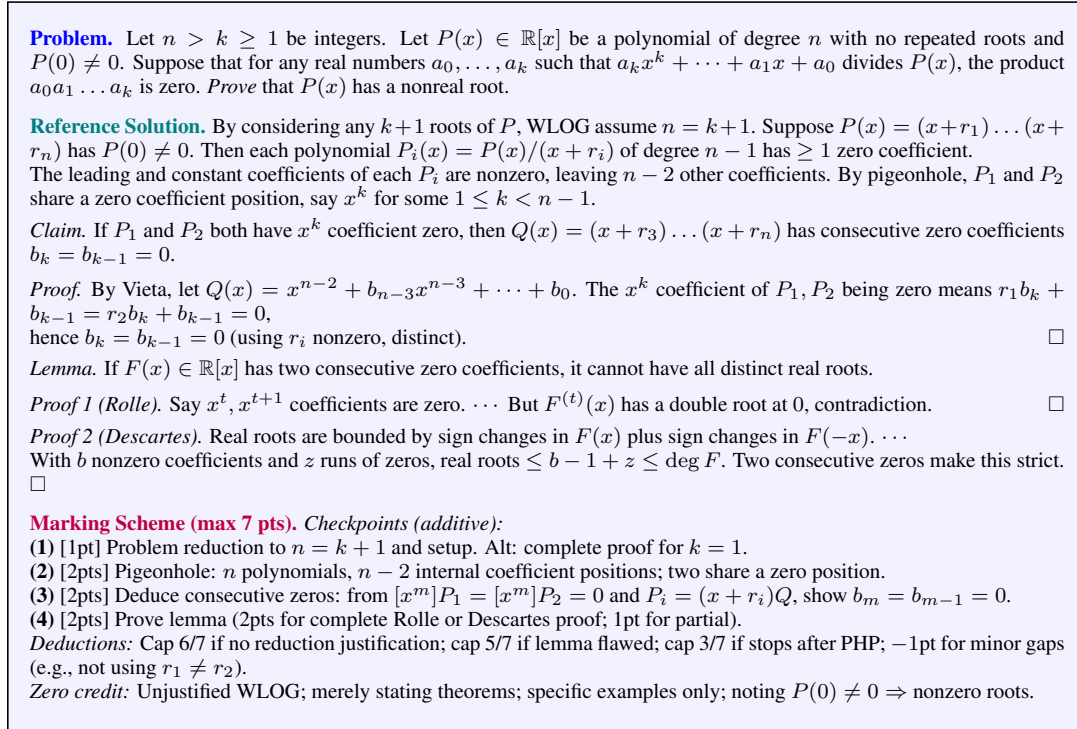 Problem. Let n > k ≥ 1 be integers. Let P(x) ∈ ℝ[x] be a polynomial of degree n with no repeated roots and
P(0) ≠ 0. Suppose that for any real numbers a₀, . . . , aₖ such that aₖxᵏ + · · · + a₁x + a₀ divides P(x), the product
a₀a₁ . . . aₖ is zero. Prove that P(x) has a nonreal root.
Reference Solution. By considering any k+1 roots of P, WLOG assume n = k+1. Suppose P(x) = (x+r₁) . . . (x+
rₙ) has P(0) ≠ 0. Then each polynomial Pᵢ(x) = P(x)/(x + rᵢ) of degree n − 1 has ≥ 1 zero coefficient.
The leading and constant coefficients of each Pᵢ are nonzero, leaving n − 2 other coefficients. By pigeonhole, P₁ and P₂
share a zero coefficient position, say xᵏ for some 1 ≤ k < n − 1.
Claim. If P₁ and P₂ both have xᵏ coefficient zero, then Q(x) = (x + r₃) . . . (x + rₙ) has consecutive zero coefficients
bₖ = bₖ₋₁ = 0.
Proof. By Vieta, let Q(x) = xⁿ⁻² + bₙ₋₃xⁿ⁻³ + · · · + b₀. The xᵏ coefficient of P₁, P₂ being zero means r₁bₖ +
bₖ₋₁ = r₂bₖ + bₖ₋₁ = 0,
hence bₖ = bₖ₋₁ = 0 (using rᵢ nonzero, distinct). □
Lemma. If F(x) ∈ ℝ[x] has two consecutive zero coefficients, it cannot have all distinct real roots.
Proof 1 (Rolle). Say xᵗ, xᵗ⁺¹ coefficients are zero. · · · But F⁽ᵗ⁾(x) has a double root at 0, contradiction. □
Proof 2 (Descartes). Real roots are bounded by sign changes in F(x) plus sign changes in F(−x). · · ·
With b nonzero coefficients and z runs of zeros, real roots ≤ b − 1 + z ≤ deg F. Two consecutive zeros make this strict.
□
Marking Scheme (max 7 pts). Checkpoints (additive):
(1) [1pt] Problem reduction to n = k + 1 and setup. Alt: complete proof for k = 1.
(2) [2pts] Pigeonhole: n polynomials, n − 2 internal coefficient positions; two share a zero position.
(3) [2pts] Deduce consecutive zeros: from [xᵐ]P₁ = [xᵐ]P₂ = 0 and Pᵢ = (x + rᵢ)Q, show bₘ = bₘ₋₁ = 0.
(4) [2pts] Prove lemma (2pts for complete Rolle or Descartes proof; 1pt for partial).
Deductions: Cap 6/7 if no reduction justification; cap 5/7 if lemma flawed; cap 3/7 if stops after PHP; −1pt for minor gaps
(e.g., not using r₁ ≠ r₂).
Zero credit: Unjustified WLOG; merely stating theorems; specific examples only; noting P(0) ≠ 0 ⇒ nonzero roots.